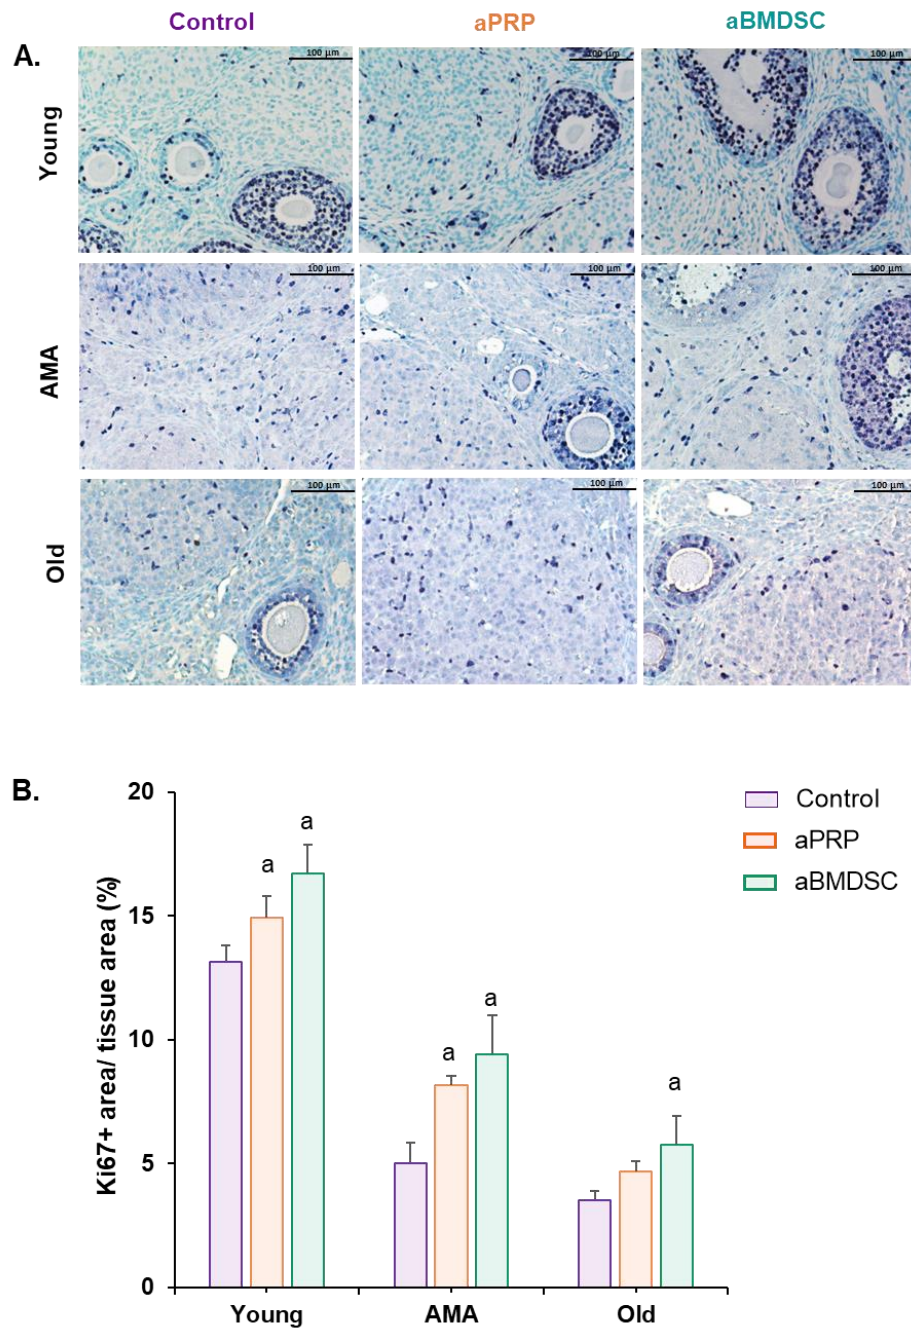 Control aPRP aBMDSC
A.
Young
100 µm 100 µm 100 µm
AMA
100 µm 100 µm 100 µm
Old
100 µm 100 µm 100 µm
B.
Ki67+ area/ tissue area (%)
20
15
10
5
0
a a
a a
a
Control
aPRP
aBMDSC
Young AMA Old